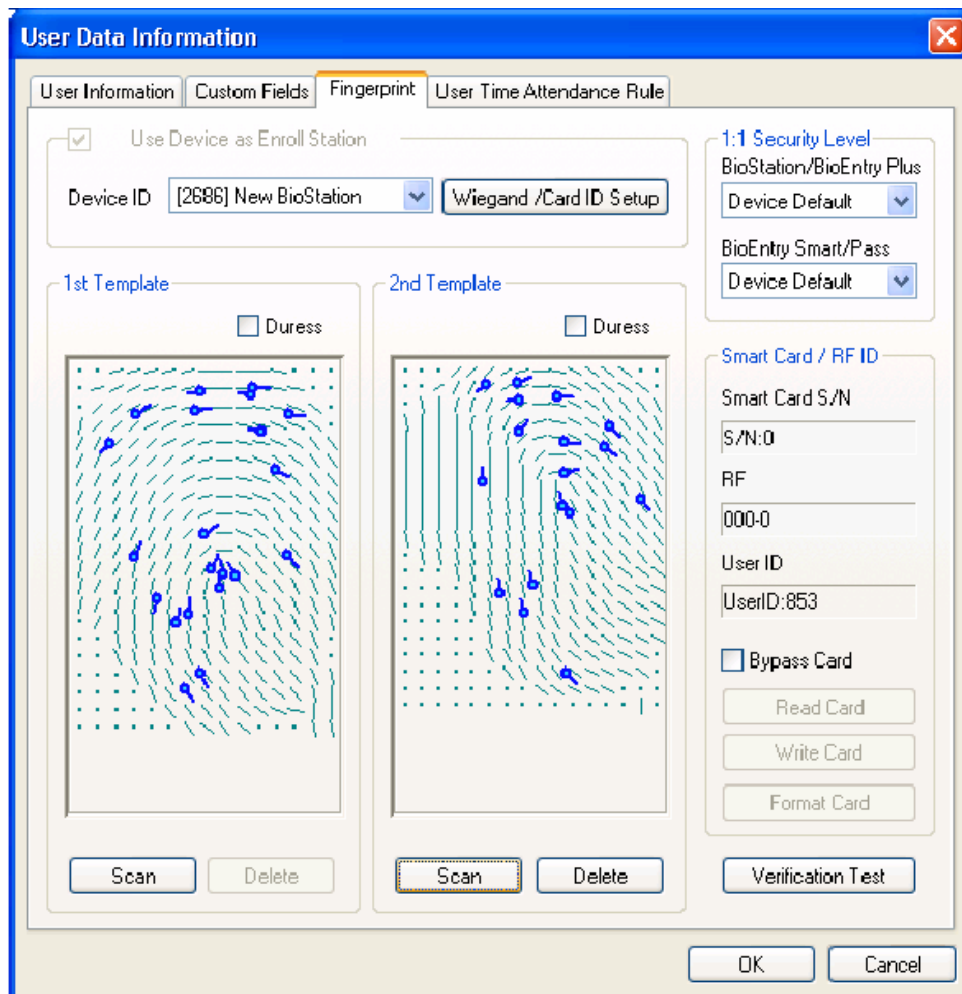 User Data Information
User Information Custom Fields Fingerprint User Time Attendance Rule
Use Device as Enroll Station
Device ID [2686] New BioStation Wiegand /Card ID Setup
1:1 Security Level
BioStation/BioEntry Plus
Device Default
BioEntry Smart/Pass
Device Default
1st Template
Duress
2nd Template
Duress
Smart Card / RF ID
Smart Card S/N
S/N:0
RF
000-0
User ID
UserID:853
Bypass Card
Read Card
Write Card
Format Card
Scan Delete
Scan Delete
Verification Test
OK Cancel